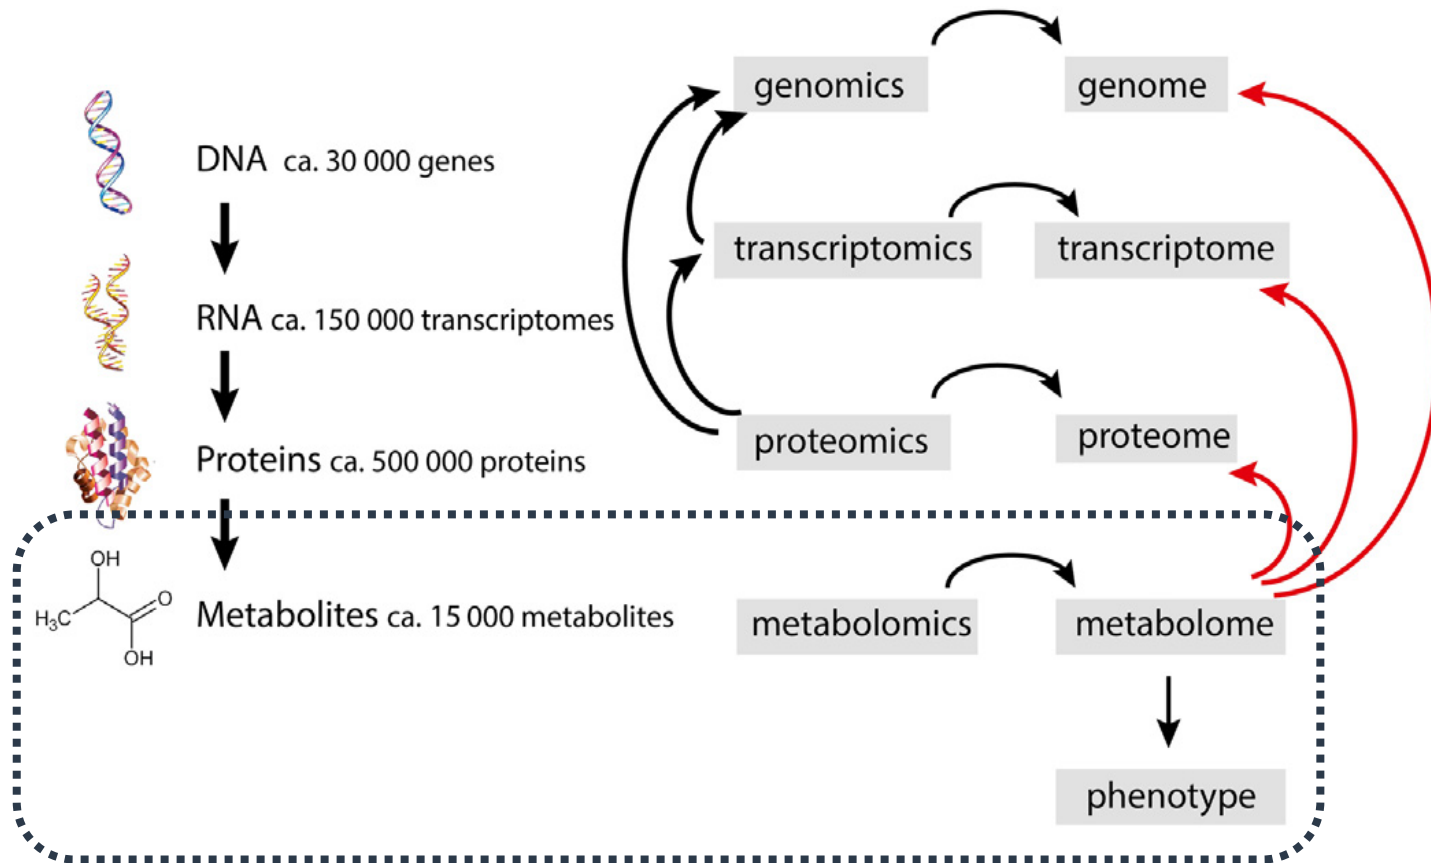 genomics
genome
DNA ca. 30 000 genes
transcriptomics
transcriptome
RNA ca. 150 000 transcriptomes
proteomics
proteome
Proteins ca. 500 000 proteins
OH
O
H₃C
OH
Metabolites ca. 15 000 metabolites
metabolomics
metabolome
phenotype